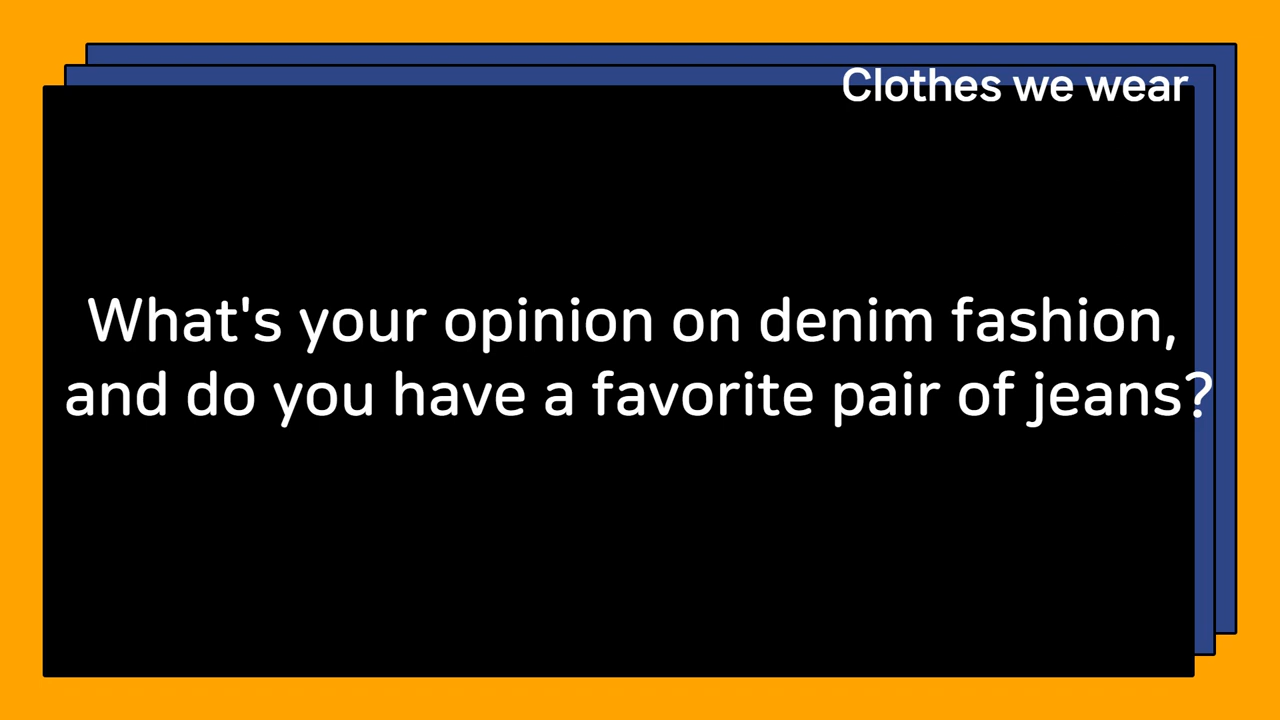 Clothes we wear
What's your opinion on denim fashion,
and do you have a favorite pair of jeans?